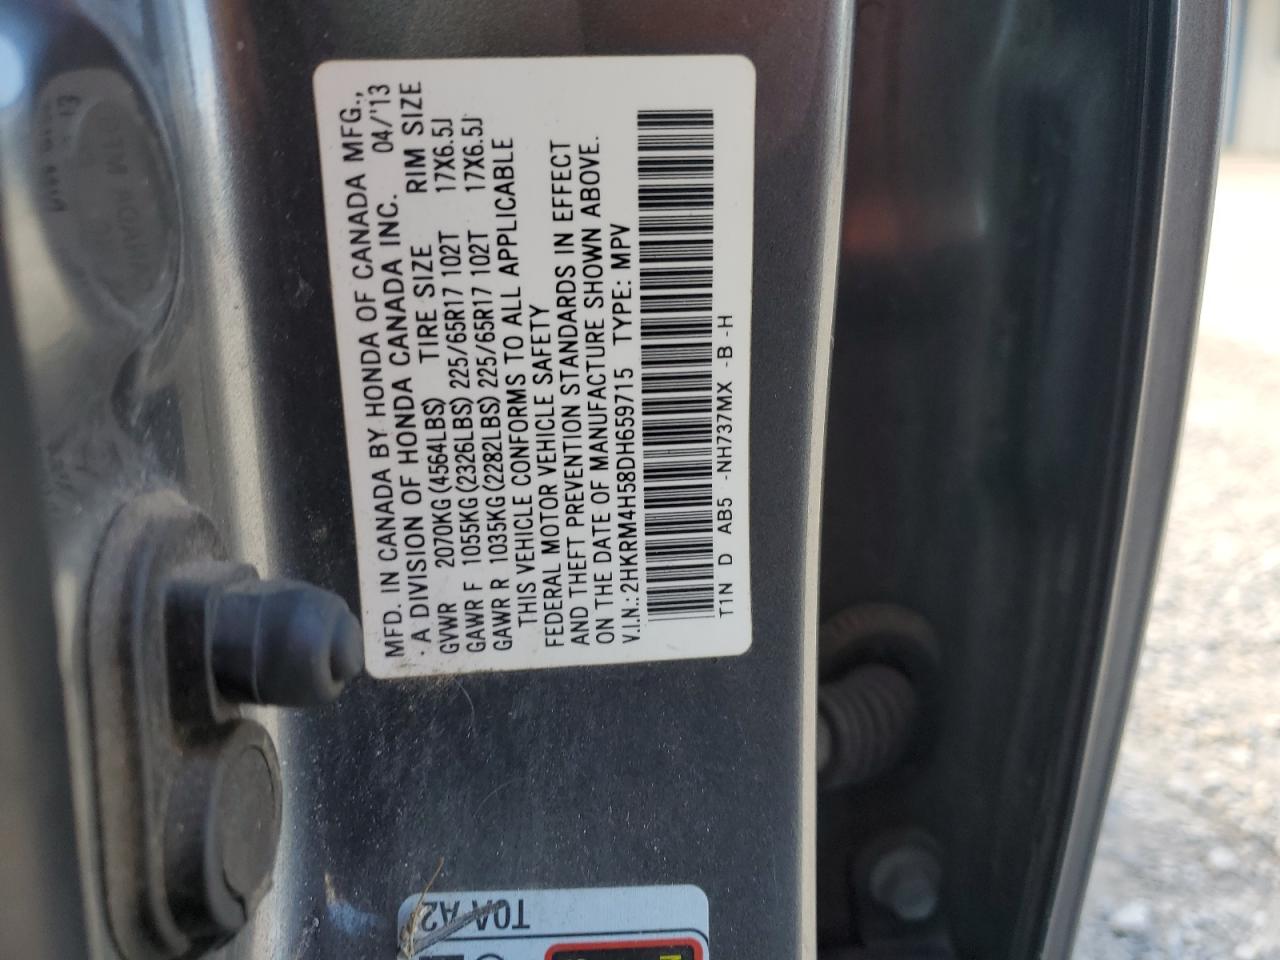 MFD. IN CANADA BY HONDA OF CANADA MFG.,
. A DIVISION OF HONDA CANADA INC. 04/'13
GVWR 2070KG (4564LBS) TIRE SIZE RIM SIZE
GAWR F 1055KG (2326LBS) 225/65R17 102T 17X6.5J
GAWR R 1035KG (2282LBS) 225/65R17 102T 17X6.5J
THIS VEHICLE CONFORMS TO ALL APPLICABLE
FEDERAL MOTOR VEHICLE SAFETY
AND THEFT PREVENTION STANDARDS IN EFFECT
ON THE DATE OF MANUFACTURE SHOWN ABOVE.
V.I.N.: 2HKRM4H58DH659715 TYPE: MPV
T1N D AB5 -NH737MX -B -H
T0A A2